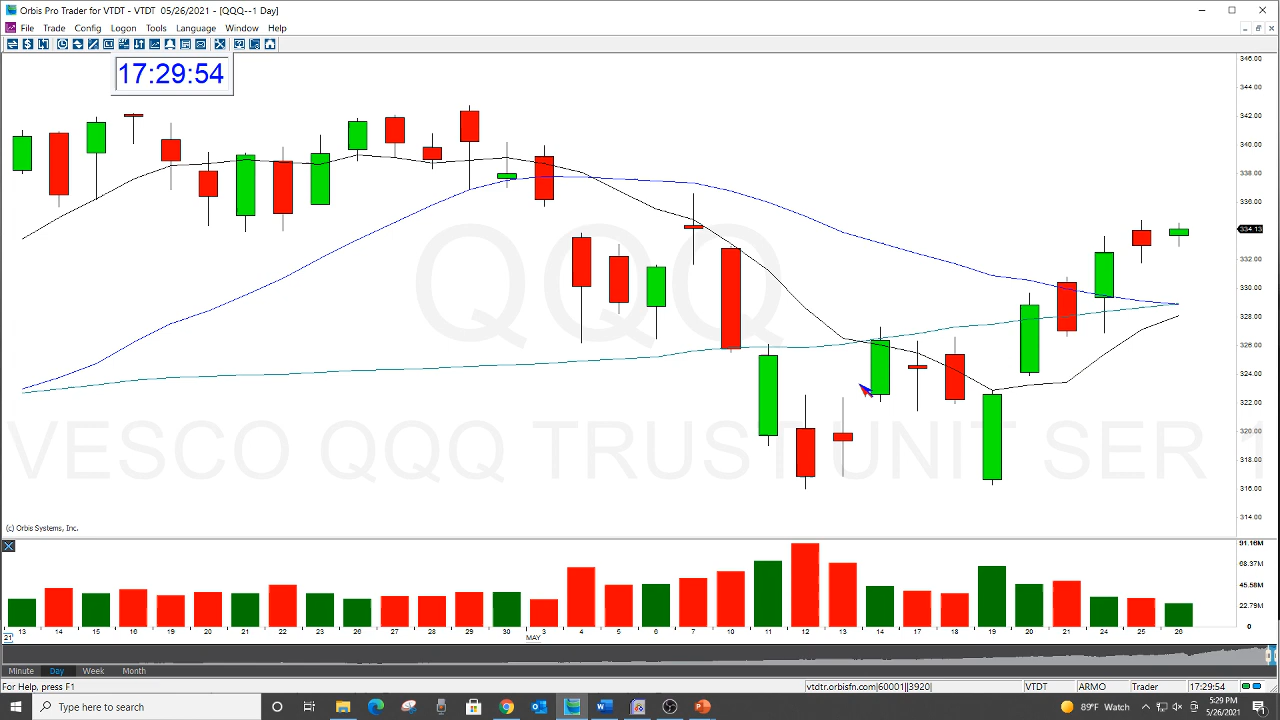 Orbis Pro Trader for VTDT - VTDT 05/26/2021 - [QQQ--1 Day]
File Trade Config Logon Tools Language Window Help
17:29:54
346.00
344.00
342.00
340.00
338.00
336.00
334.13
332.00
330.00
328.00
326.00
324.00
322.00
320.00
318.00
316.00
314.00
QQQ
VESCO QQQ TRUST UNIT SER 1
(c) Orbis Systems, Inc.
91.16M
68.37M
45.58M
22.79M
0
13 14 15 16 19 20 21 22 23 26 27 28 29 30 3 4 5 6 7 10 11 12 13 14 17 18 19 20 21 24 25 26
21 MAY
Minute Day Week Month
For Help, press F1 vtdtr.orbisfn.com|60001||3920| VTDT ARMO Trader 17:29:54
Type here to search 89°F Watch 5:29 PM
5/26/2021